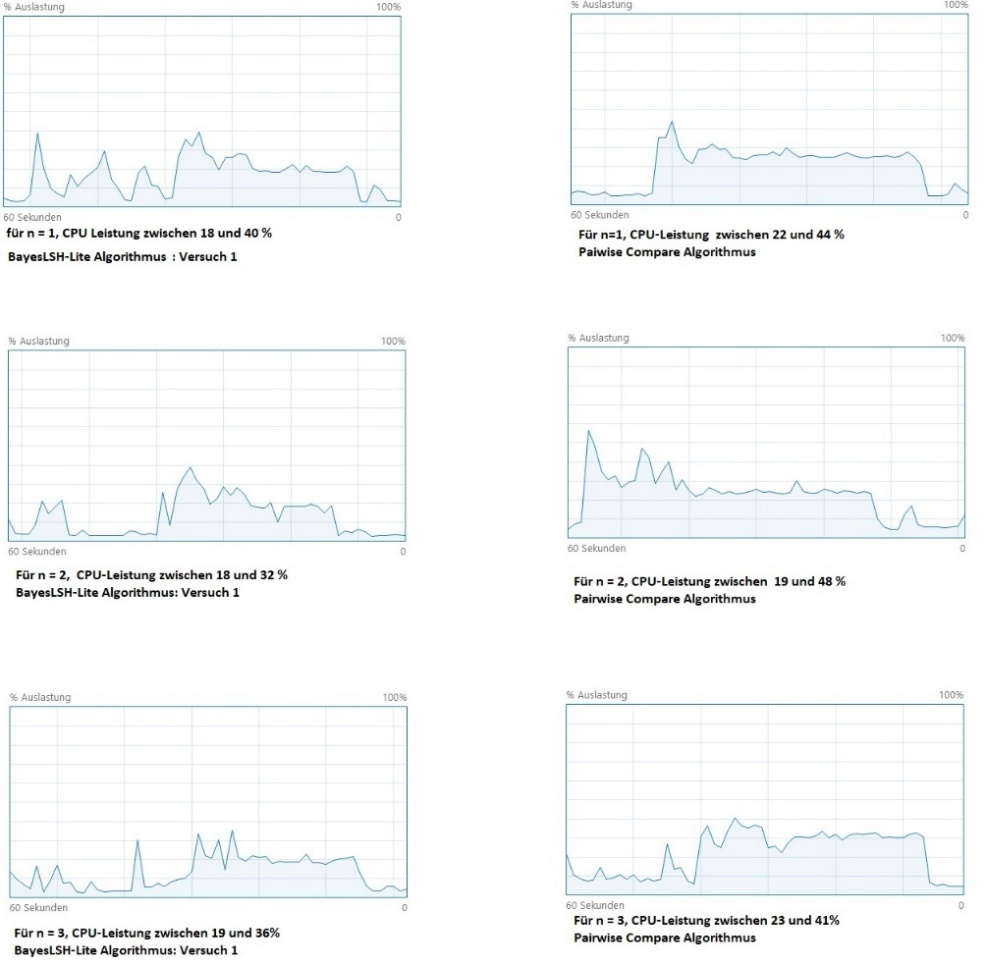 % Auslastung 100%
60 Sekunden 0
für n = 1, CPU Leistung zwischen 18 und 40 %
BayesLSH-Lite Algorithmus : Versuch 1
% Auslastung 100%
60 Sekunden 0
Für n=1, CPU-Leistung zwischen 22 und 44 %
Paiwise Compare Algorithmus
% Auslastung 100%
60 Sekunden 0
Für n = 2, CPU-Leistung zwischen 18 und 32 %
BayesLSH-Lite Algorithmus: Versuch 1
% Auslastung 100%
60 Sekunden 0
Für n = 2, CPU-Leistung zwischen 19 und 48 %
Pairwise Compare Algorithmus
% Auslastung 100%
60 Sekunden 0
Für n = 3, CPU-Leistung zwischen 19 und 36%
BayesLSH-Lite Algorithmus: Versuch 1
% Auslastung 100%
60 Sekunden 0
Für n = 3, CPU-Leistung zwischen 23 und 41%
Pairwise Compare Algorithmus